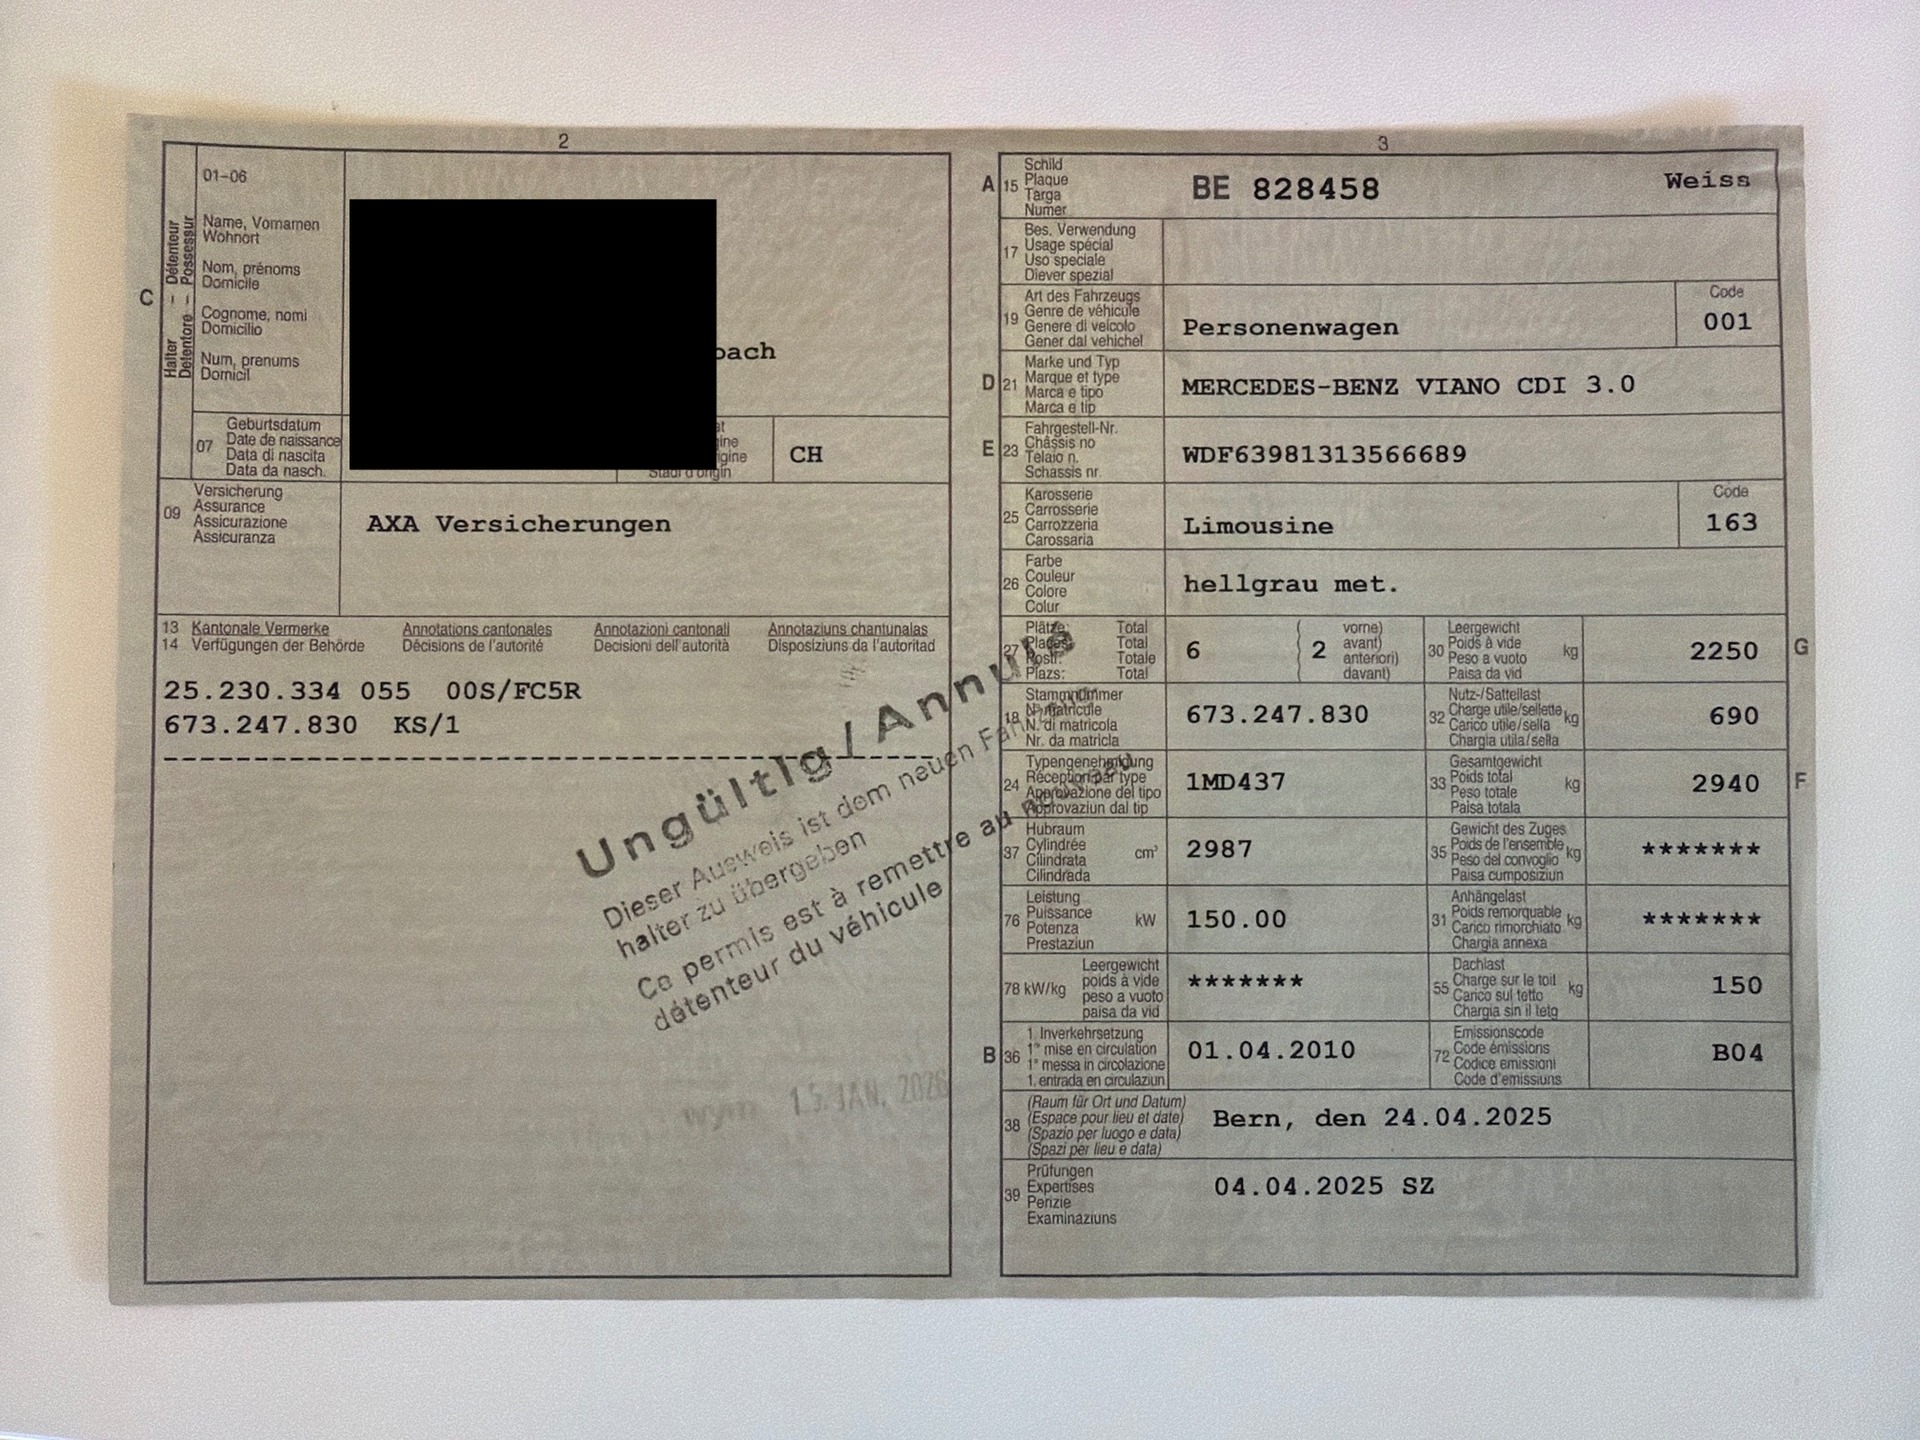 2
01-06
Name, Vornamen
Wohnort
Nom, prénoms
Domicile
Cognome, nomi
Domicilio
Num, prenums
Domicil
C
Halter – Détenteur
Detentore – Possessur
07
Geburtsdatum
Date de naissance
Data di nascita
Data da nasch.
CH
09
Versicherung
Assurance
Assicurazione
Assicuranza
AXA Versicherungen
13 Kantonale Vermerke Annotations cantonales Annotazioni cantonali Annotaziuns chantunalas
14 Verfügungen der Behörde Décisions de l'autorité Decisioni dell'autorità Disposiziuns da l'autoritad
25.230.334 055 00S/FC5R
673.247.830 KS/1
Ungültig/Annulé
Dieser Ausweis ist dem neuen
halter zu übergeben
Ce permis est à remettre au nouveau
détenteur du véhicule
13. JAN. 2026
3
A 15
Schild
Plaque
Targa
Numer
BE 828458 Weiss
17
Bes. Verwendung
Usage spécial
Uso speciale
Diever spezial
19
Art des Fahrzeugs
Genre de véhicule
Genere di veicolo
Gener dal vehichel
Personenwagen
Code
001
D 21
Marke und Typ
Marque et type
Marca e tipo
Marca e tip
MERCEDES-BENZ VIANO CDI 3.0
E 23
Fahrgestell-Nr.
Châssis no
Telaio n.
Schassis nr.
WDF63981313566689
25
Karosserie
Carrosserie
Carrozzeria
Carossaria
Limousine
Code
163
26
Farbe
Couleur
Colore
Colur
hellgrau met.
27
Plätze: Total
Places: Total
Posti: Totale
Plazs: Total
6
2
vorne)
avant)
anteriori)
davant)
30
Leergewicht
Poids à vide
Peso a vuoto
Paisa da vid
kg
2250
G
18
Stammnummer
N° matricule
N. di matricola
Nr. da matricla
673.247.830
32
Nutz-/Sattellast
Charge utile/sellette
Carico utile/sella
Chargia utila/sella
kg
690
24
Typengenehmigung
Réception par type
Approvazione del tipo
Approvaziun dal tip
1MD437
33
Gesamtgewicht
Poids total
Peso totale
Paisa totala
kg
2940
F
37
Hubraum
Cylindrée
Cilindrata
Cilindrada
cm³
2987
35
Gewicht des Zuges
Poids de l'ensemble
Peso del convoglio
Paisa cumposiziun
kg
*******
76
Leistung
Puissance
Potenza
Prestaziun
kW
150.00
31
Anhängelast
Poids remorquable
Carico rimorchiato
Chargia annexa
kg
*******
78 kW/kg
Leergewicht
poids à vide
peso a vuoto
paisa da vid
*******
55
Dachlast
Charge sur le toit
Carico sul tetto
Chargia sin il tetg
kg
150
B 36
1. Inverkehrsetzung
1re mise en circulation
1a messa in circolazione
1. entrada en circulaziun
01.04.2010
72
Emissionscode
Code émissions
Codice emissioni
Code d'emissiuns
B04
38
(Raum für Ort und Datum)
(Espace pour lieu et date)
(Spazio per luogo e data)
(Spazi per lieu e data)
Bern, den 24.04.2025
39
Prüfungen
Expertises
Perizie
Examinaziuns
04.04.2025 SZ